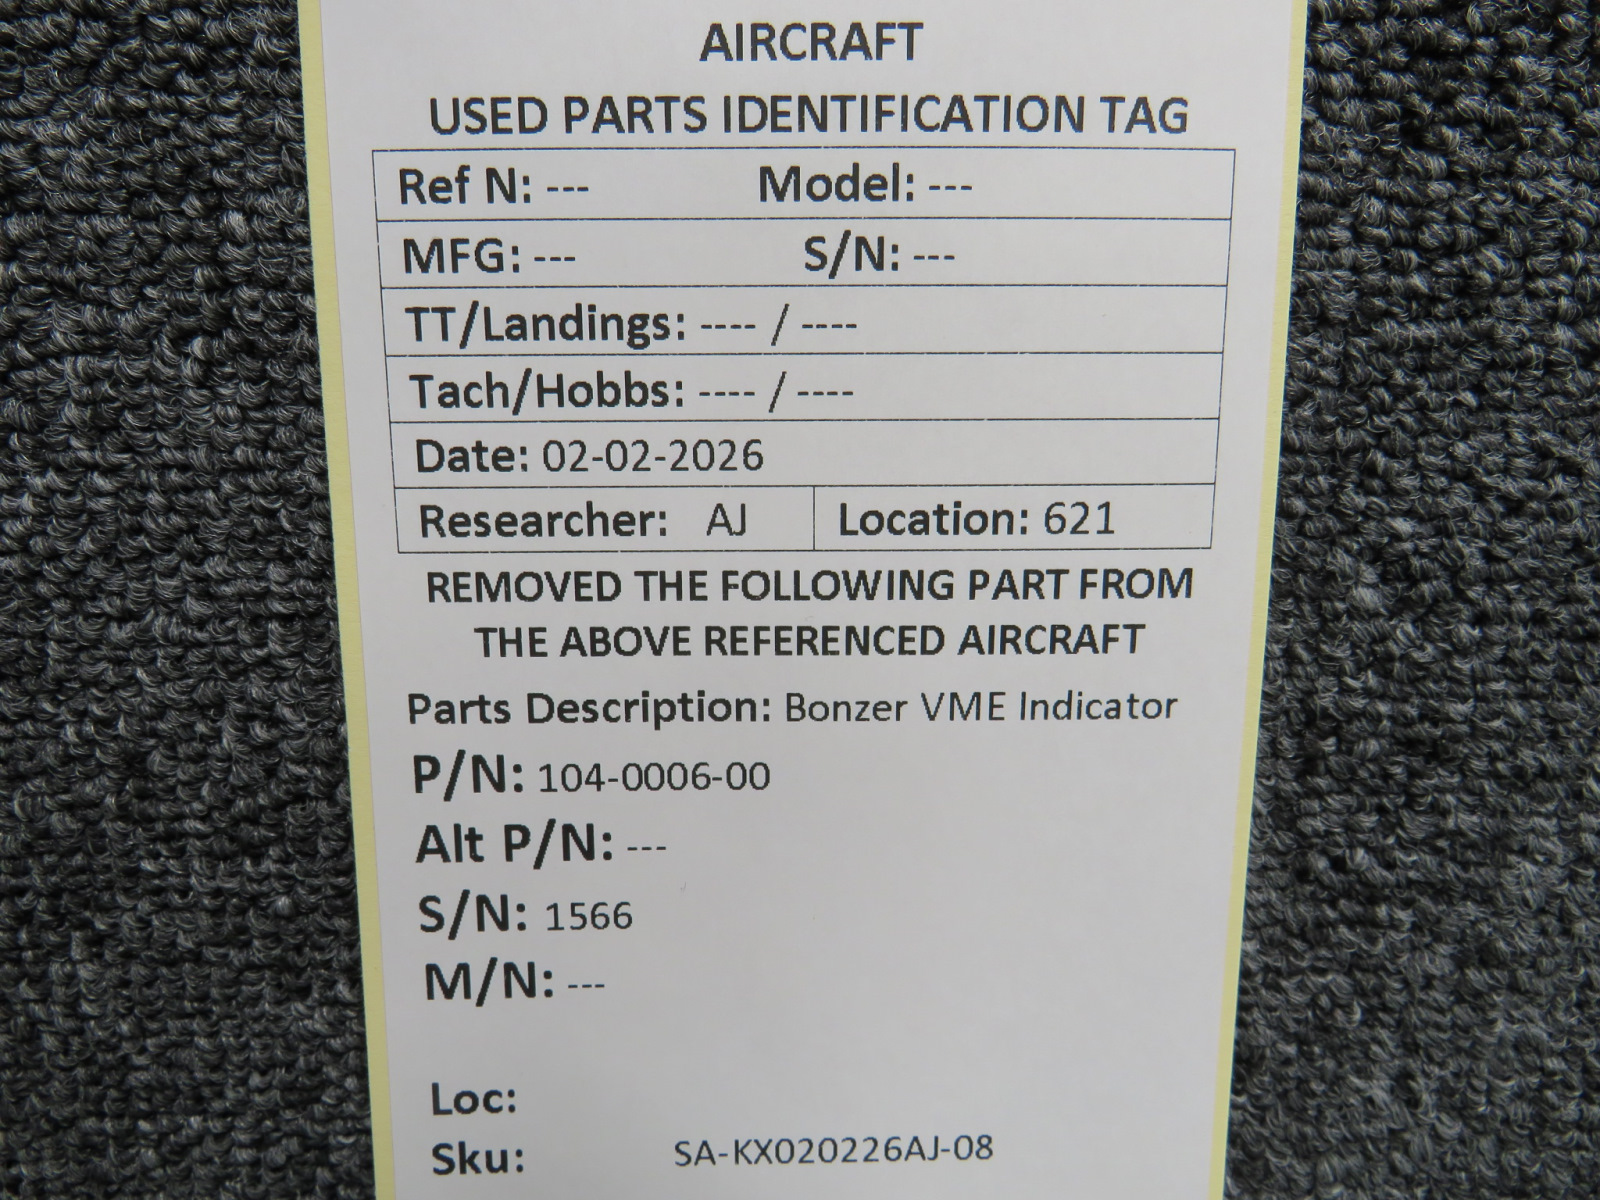 AIRCRAFT
USED PARTS IDENTIFICATION TAG
Ref N: --- Model: ---
MFG: --- S/N: ---
TT/Landings: ---- / ----
Tach/Hobbs: ---- / ----
Date: 02-02-2026
Researcher: AJ Location: 621
REMOVED THE FOLLOWING PART FROM
THE ABOVE REFERENCED AIRCRAFT
Parts Description: Bonzer VME Indicator
P/N: 104-0006-00
Alt P/N: ---
S/N: 1566
M/N: ---
Loc:
Sku: SA-KX020226AJ-08